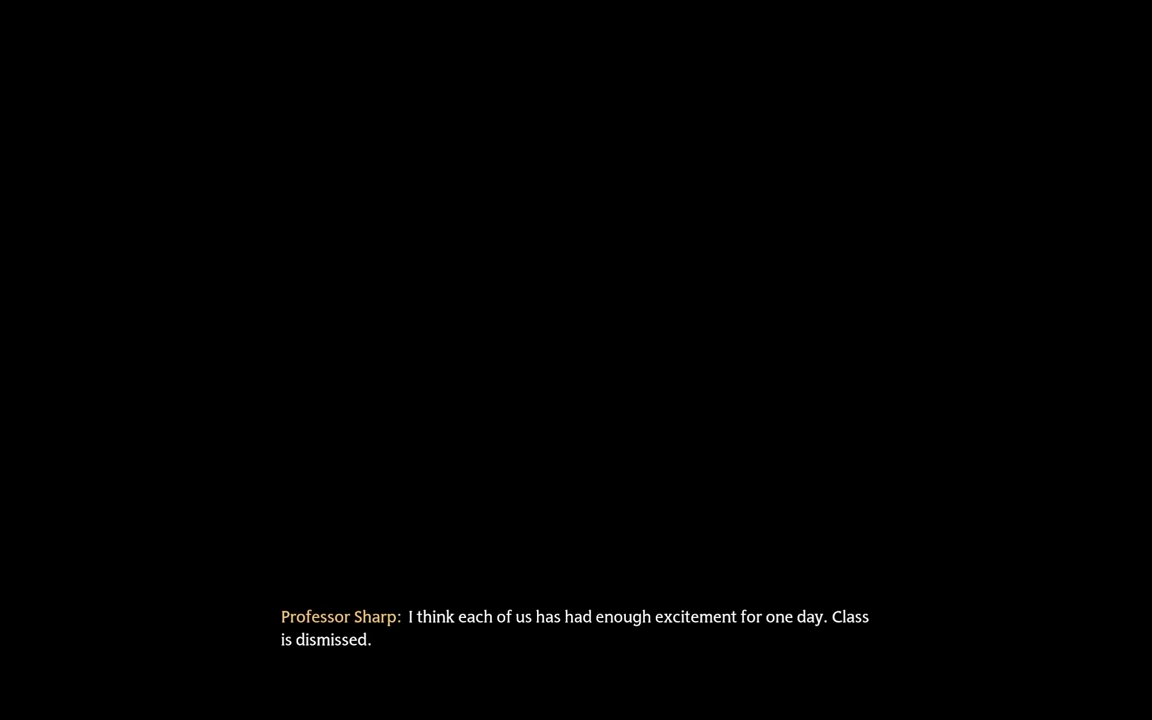 Professor Sharp: I think each of us has had enough excitement for one day. Class
is dismissed.